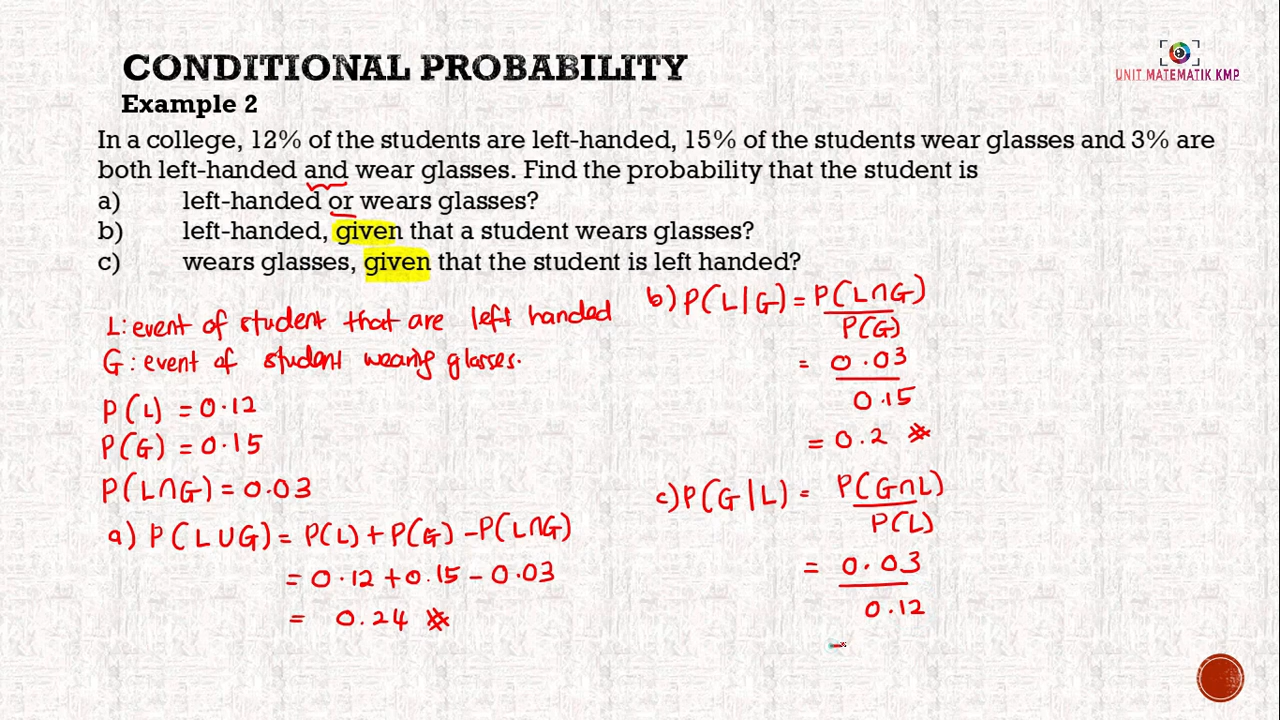 CONDITIONAL PROBABILITY
UNIT MATEMATIK KMP
Example 2
In a college, 12% of the students are left-handed, 15% of the students wear glasses and 3% are
both left-handed and wear glasses. Find the probability that the student is
a) left-handed or wears glasses?
b) left-handed, given that a student wears glasses?
c) wears glasses, given that the student is left handed?
L: event of student that are left handed
G: event of student wearing glasses.
P(L) = 0.12
P(G) = 0.15
P(L∩G) = 0.03
a) P(L∪G) = P(L) + P(G) - P(L∩G)
= 0.12 + 0.15 - 0.03
= 0.24 ※
b) P(L|G) = P(L∩G)
P(G)
= 0.03
0.15
= 0.2 ※
c) P(G|L) = P(G∩L)
P(L)
= 0.03
0.12